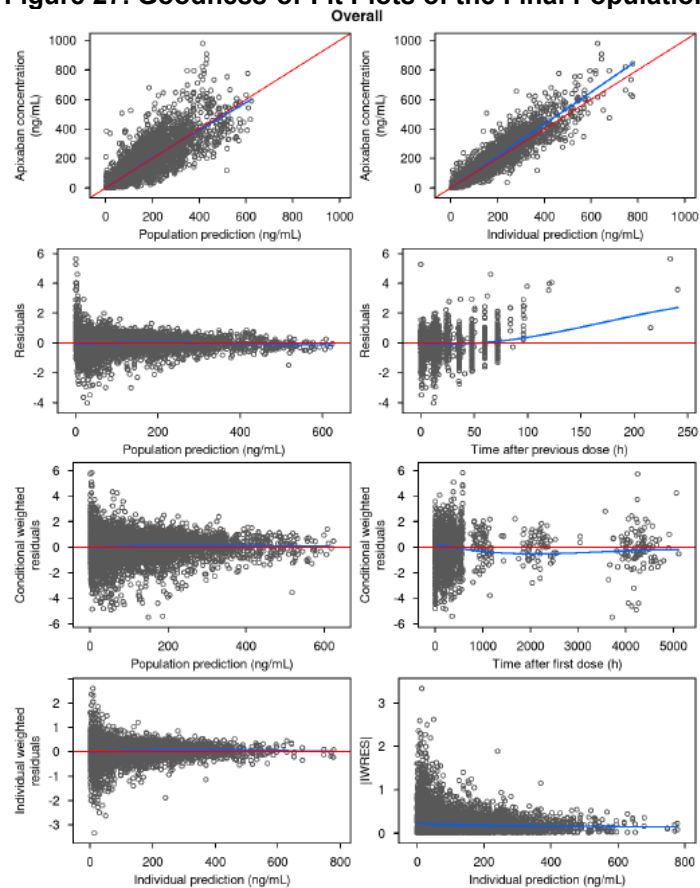 Figure 27. Goodness-of-Fit Plots of the Final Population
Overall
Apixaban concentration
(ng/mL)
1000
800
600
400
200
0
0 200 400 600 800 1000
Population prediction (ng/mL)
Apixaban concentration
(ng/mL)
1000
800
600
400
200
0
0 200 400 600 800 1000
Individual prediction (ng/mL)
Residuals
6
4
2
0
-2
-4
0 200 400 600
Population prediction (ng/mL)
Residuals
6
4
2
0
-2
-4
0 50 100 150 200 250
Time after previous dose (h)
Conditional weighted
residuals
6
4
2
0
-2
-4
-6
0 200 400 600
Population prediction (ng/mL)
Conditional weighted
residuals
6
4
2
0
-2
-4
-6
0 1000 2000 3000 4000 5000
Time after first dose (h)
Individual weighted
residuals
2
1
0
-1
-2
-3
0 200 400 600 800
Individual prediction (ng/mL)
|IWRES|
3
2
1
0
0 200 400 600 800
Individual prediction (ng/mL)